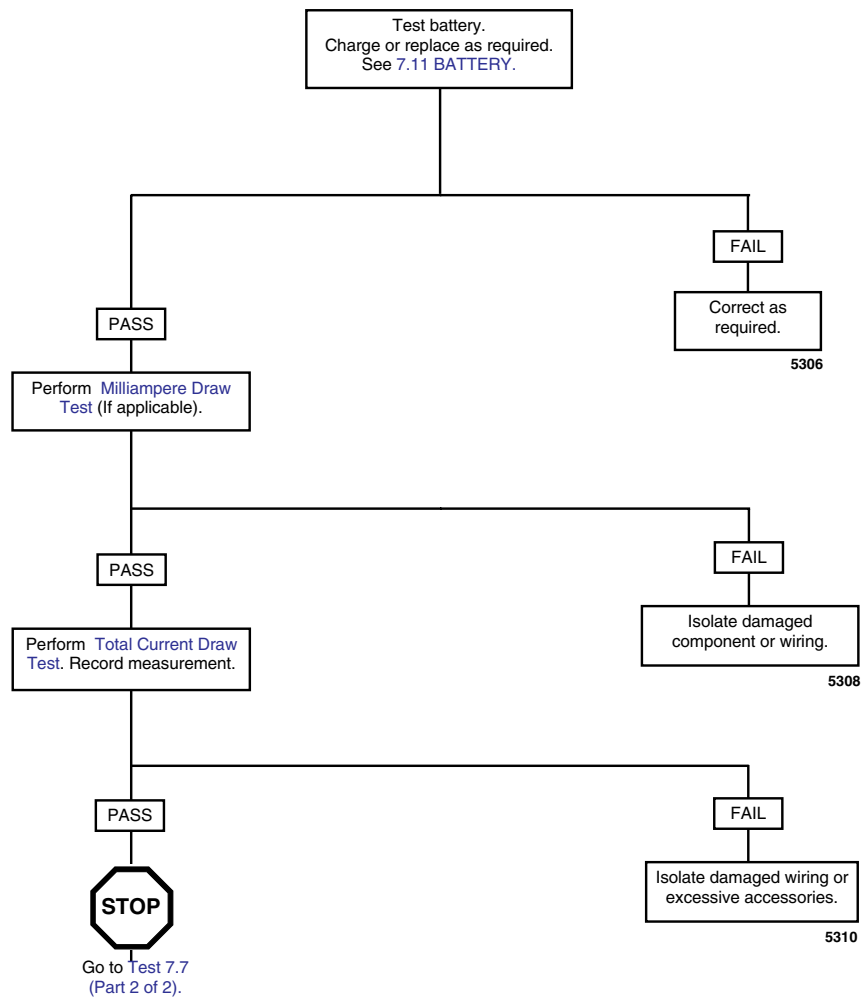 Test battery.
Charge or replace as required.
See 7.11 BATTERY.
FAIL
Correct as
required.
5306
PASS
Perform Milliampere Draw
Test (If applicable).
FAIL
Isolate damaged
component or wiring.
5308
PASS
Perform Total Current Draw
Test. Record measurement.
FAIL
Isolate damaged wiring or
excessive accessories.
5310
PASS
STOP
Go to Test 7.7
(Part 2 of 2).